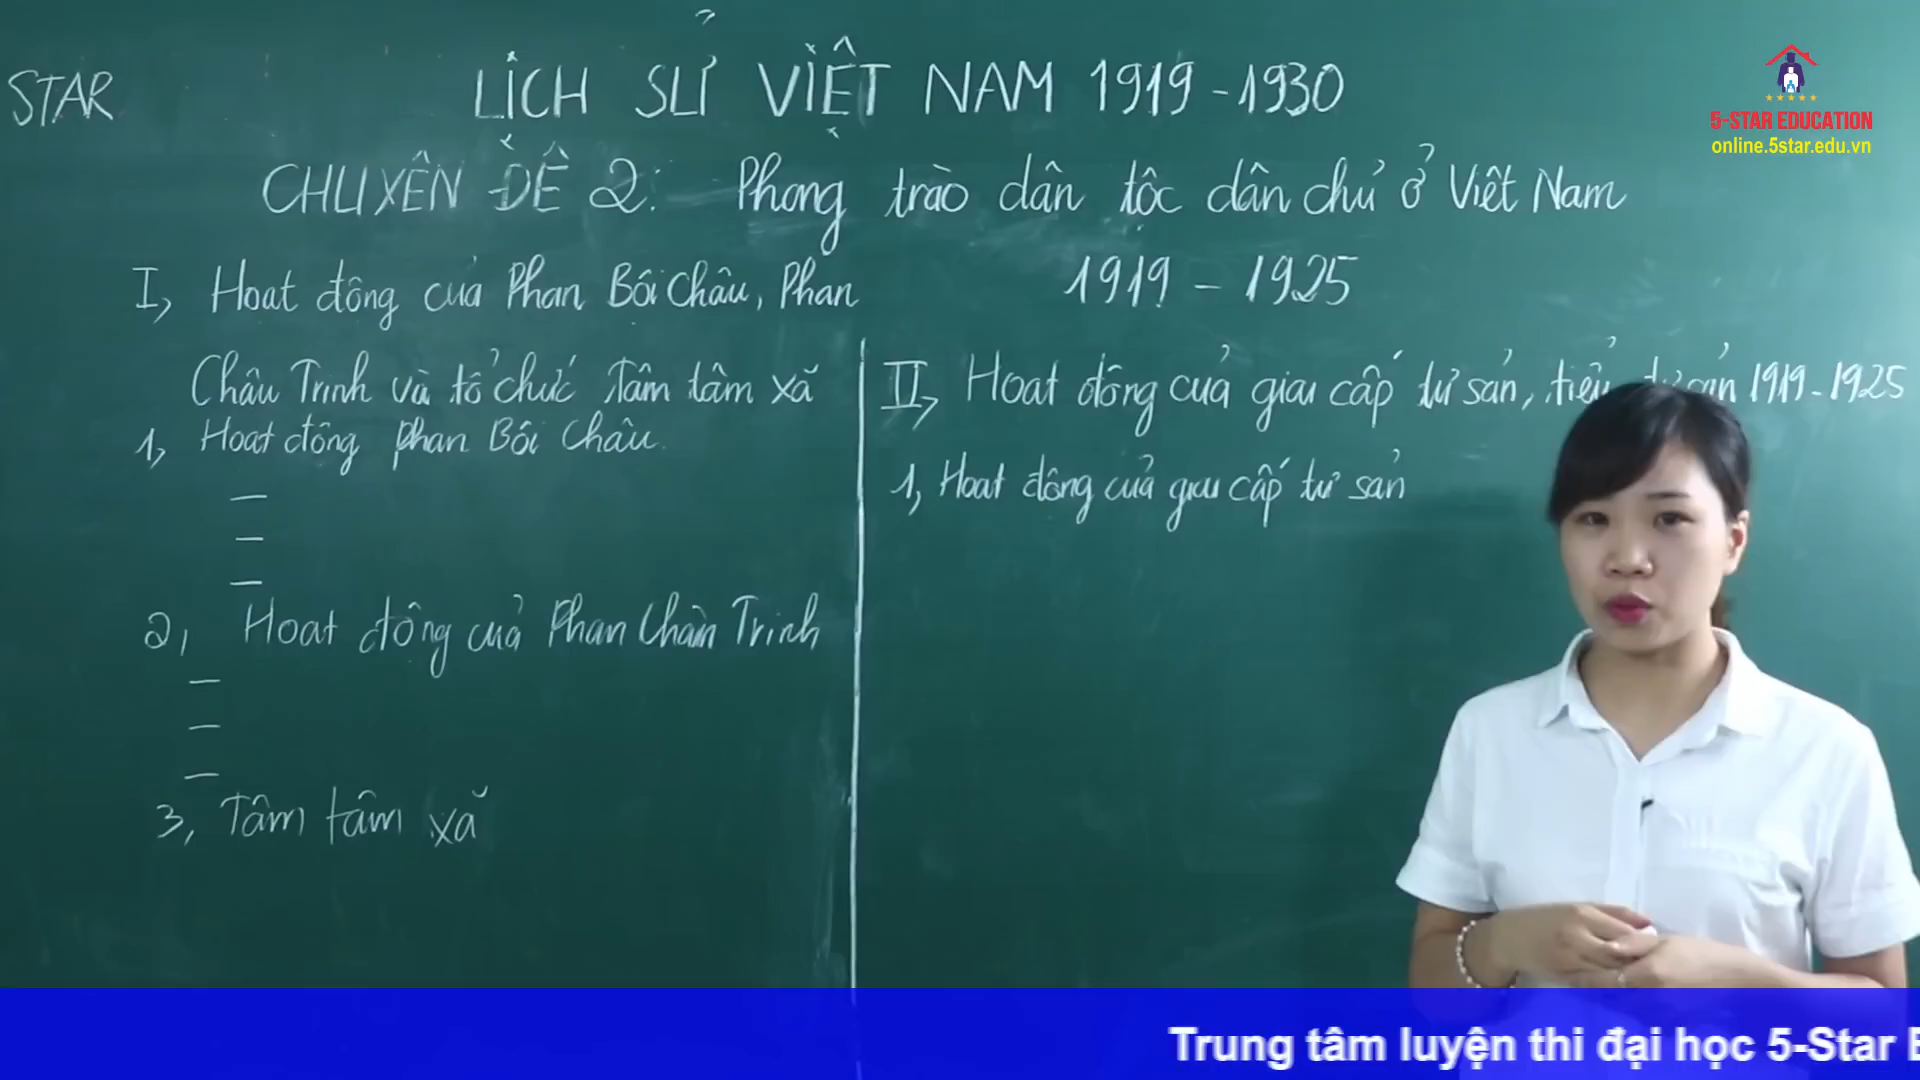 STAR
LỊCH SỬ VIỆT NAM 1919 - 1930
CHUYÊN ĐỀ 2: Phong trào dân tộc dân chủ ở Việt Nam
1919 - 1925
I, Hoạt động của Phan Bội Châu, Phan
Châu Trinh và tổ chức Tâm tâm xã
1, Hoạt động Phan Bội Châu.
2, Hoạt động của Phan Châu Trinh
3, Tâm tâm xã
II, Hoạt động của giai cấp tư sản, tiểu tư sản 1919 - 1925
1, Hoạt động của giai cấp tư sản
5-STAR EDUCATION
online.5star.edu.vn
Trung tâm luyện thi đại học 5-Star E